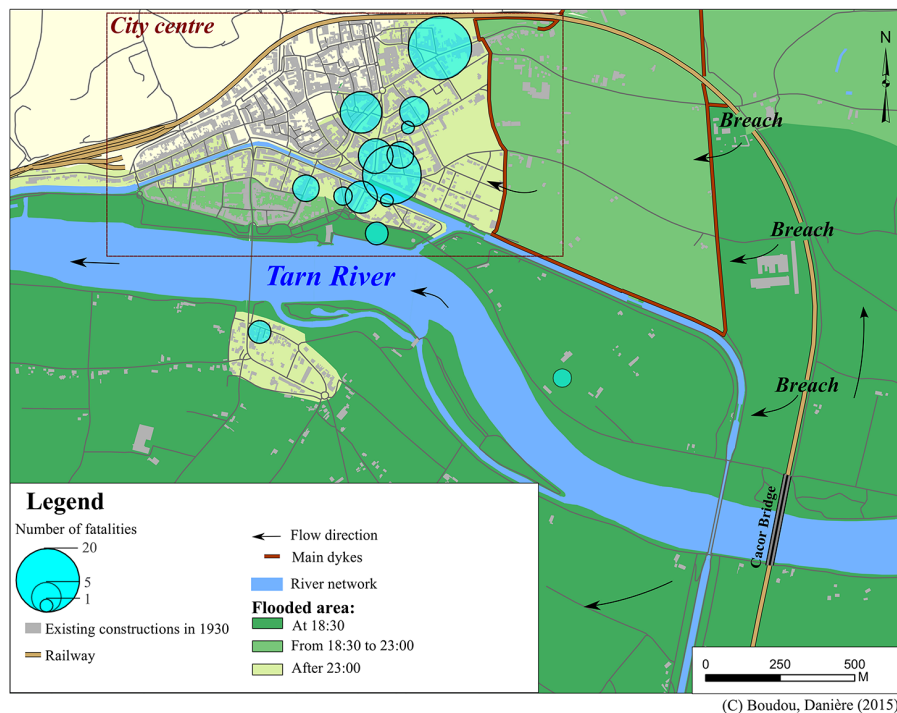 City centre
N
Breach
Breach
Tarn River
Breach
Cacor Bridge
Legend
Number of fatalities
20
5
1
Existing constructions in 1930
Railway
Flow direction
Main dykes
River network
Flooded area:
At 18:30
From 18:30 to 23:00
After 23:00
0 250 500
M
(C) Boudou, Danière (2015)